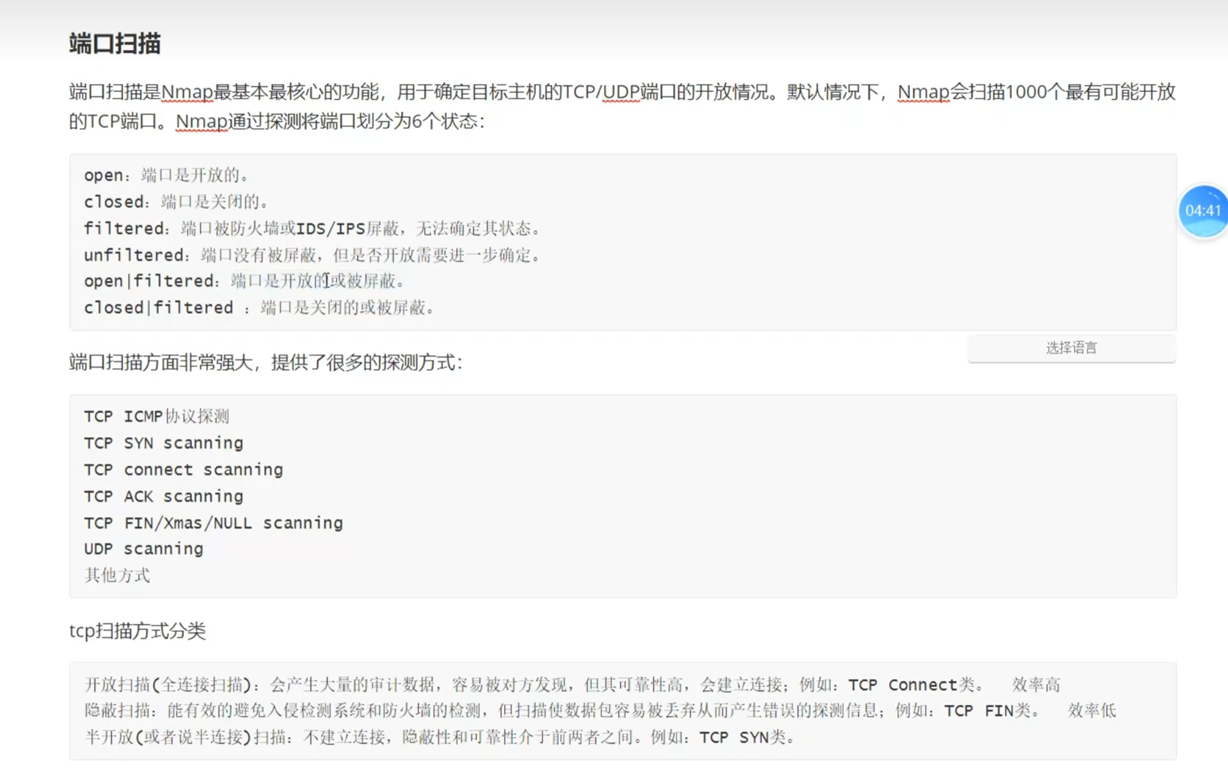 端口扫描
端口扫描是Nmap最基本最核心的功能，用于确定目标主机的TCP/UDP端口的开放情况。默认情况下，Nmap会扫描1000个最有可能开放
的TCP端口。Nmap通过探测将端口划分为6个状态：
open：端口是开放的。
closed：端口是关闭的。
filtered：端口被防火墙或IDS/IPS屏蔽，无法确定其状态。
unfiltered：端口没有被屏蔽，但是否开放需要进一步确定。
open|filtered：端口是开放的或被屏蔽。
closed|filtered ：端口是关闭的或被屏蔽。
04:41
选择语言
端口扫描方面非常强大，提供了很多的探测方式：
TCP ICMP协议探测
TCP SYN scanning
TCP connect scanning
TCP ACK scanning
TCP FIN/Xmas/NULL scanning
UDP scanning
其他方式
tcp扫描方式分类
开放扫描(全连接扫描)：会产生大量的审计数据，容易被对方发现，但其可靠性高，会建立连接；例如：TCP Connect类。  效率高
隐蔽扫描：能有效的避免入侵检测系统和防火墙的检测，但扫描使数据包容易被丢弃从而产生错误的探测信息；例如：TCP FIN类。  效率低
半开放(或者说半连接)扫描：不建立连接，隐蔽性和可靠性介于前两者之间。例如：TCP SYN类。